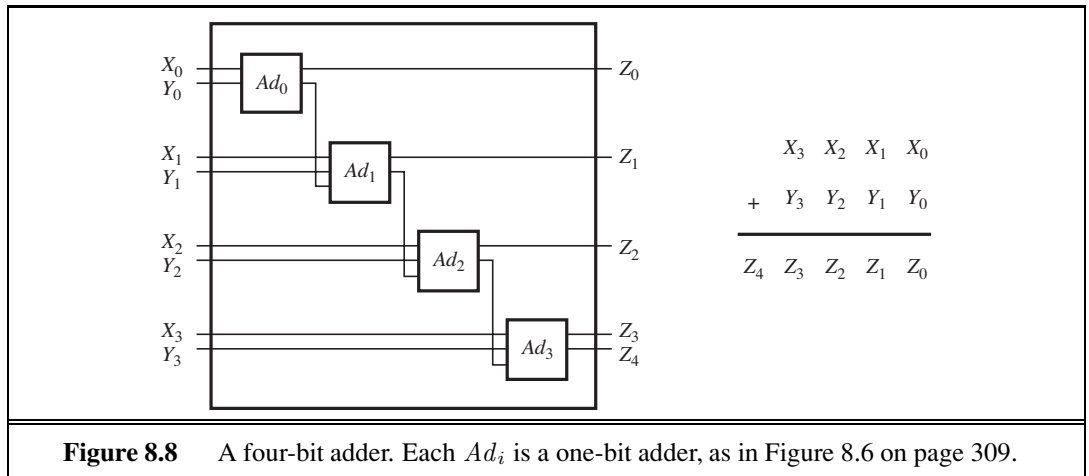 X₀
Y₀
Ad₀
Z₀
X₁
Y₁
Ad₁
Z₁
X₂
Y₂
Ad₂
Z₂
X₃
Y₃
Ad₃
Z₃
Z₄
X₃ X₂ X₁ X₀
+ Y₃ Y₂ Y₁ Y₀
Z₄ Z₃ Z₂ Z₁ Z₀
Figure 8.8 A four-bit adder. Each Adᵢ is a one-bit adder, as in Figure 8.6 on page 309.